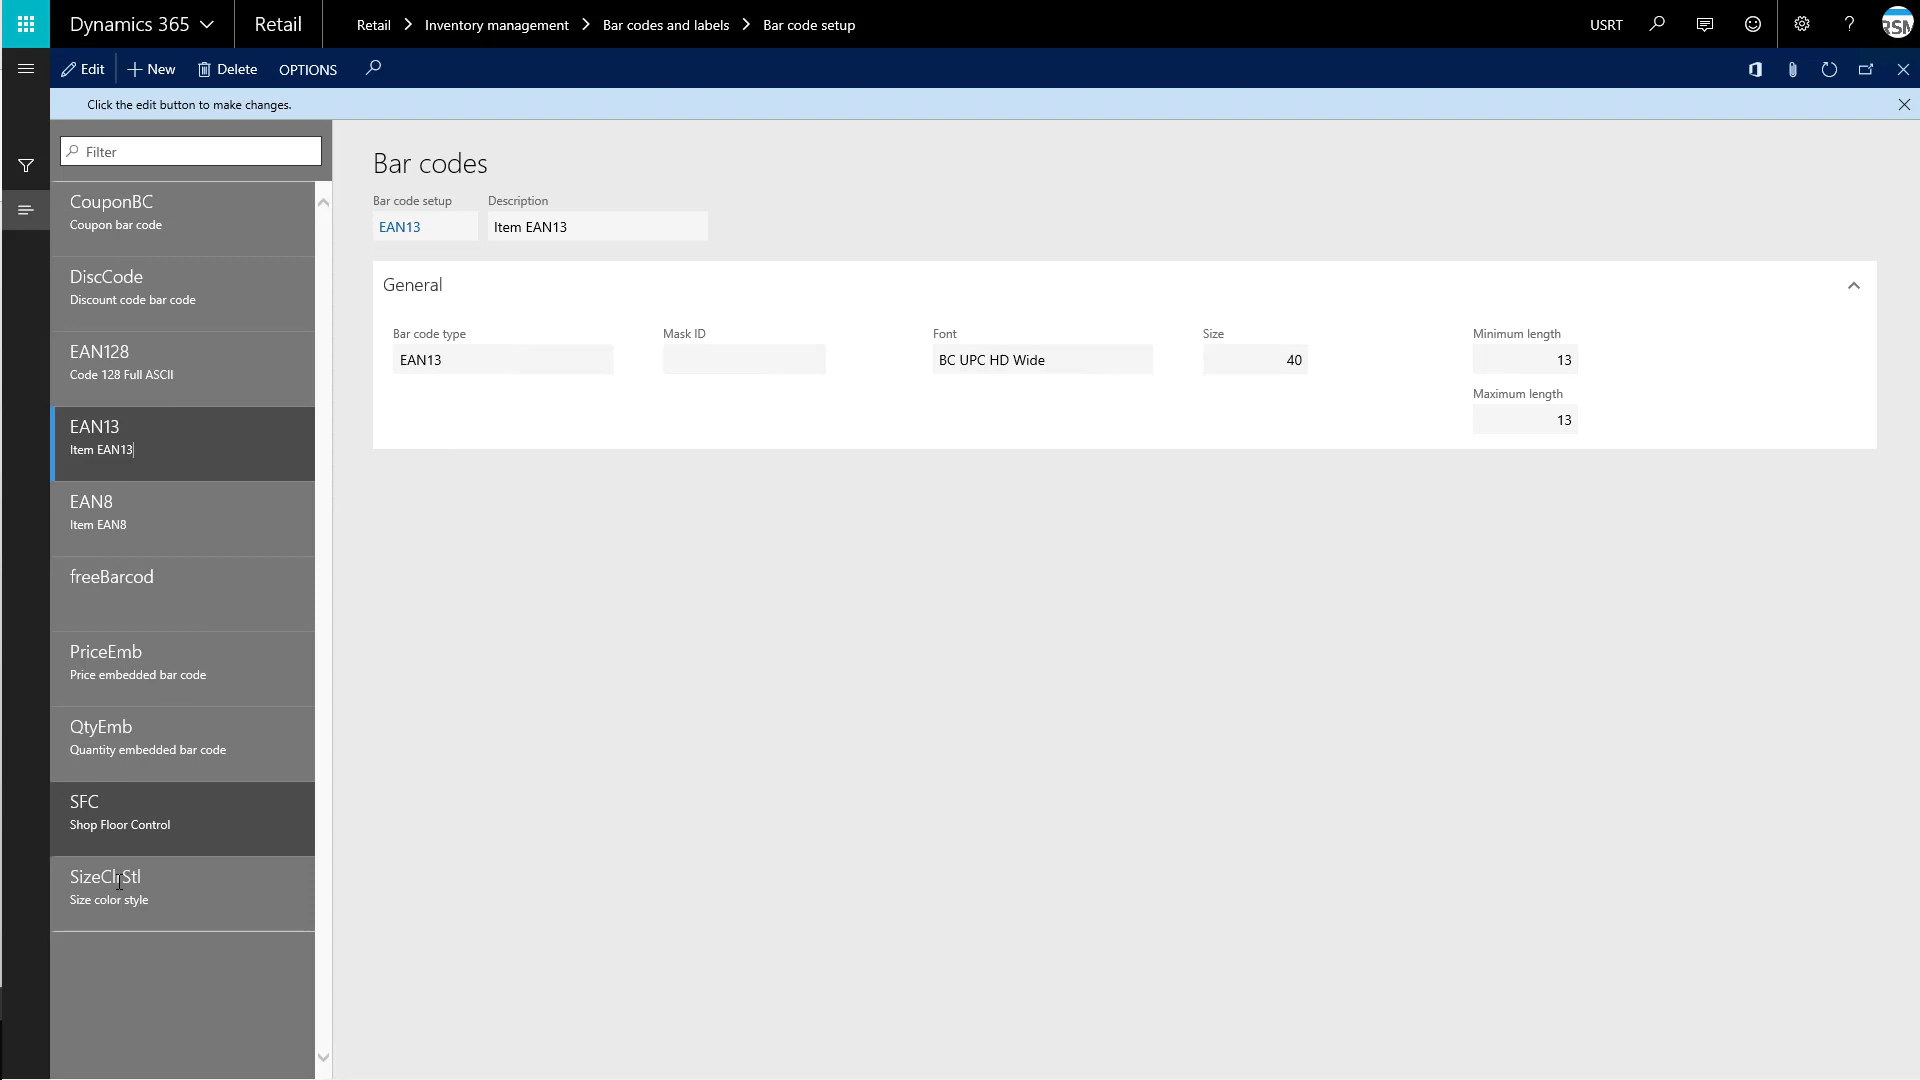 Dynamics 365
Retail
Retail Inventory management Bar codes and labels Bar code setup
USRT
?
RSM
Edit
New
Delete
OPTIONS
Click the edit button to make changes.
Filter
CouponBC
Coupon bar code
DiscCode
Discount code bar code
EAN128
Code 128 Full ASCII
EAN13
Item EAN13
EAN8
Item EAN8
freeBarcod
PriceEmb
Price embedded bar code
QtyEmb
Quantity embedded bar code
SFC
Shop Floor Control
SizeClrStl
Size color style
Bar codes
Bar code setup
Description
EAN13
Item EAN13
General
Bar code type
Mask ID
Font
Size
Minimum length
EAN13
BC UPC HD Wide
40
13
Maximum length
13